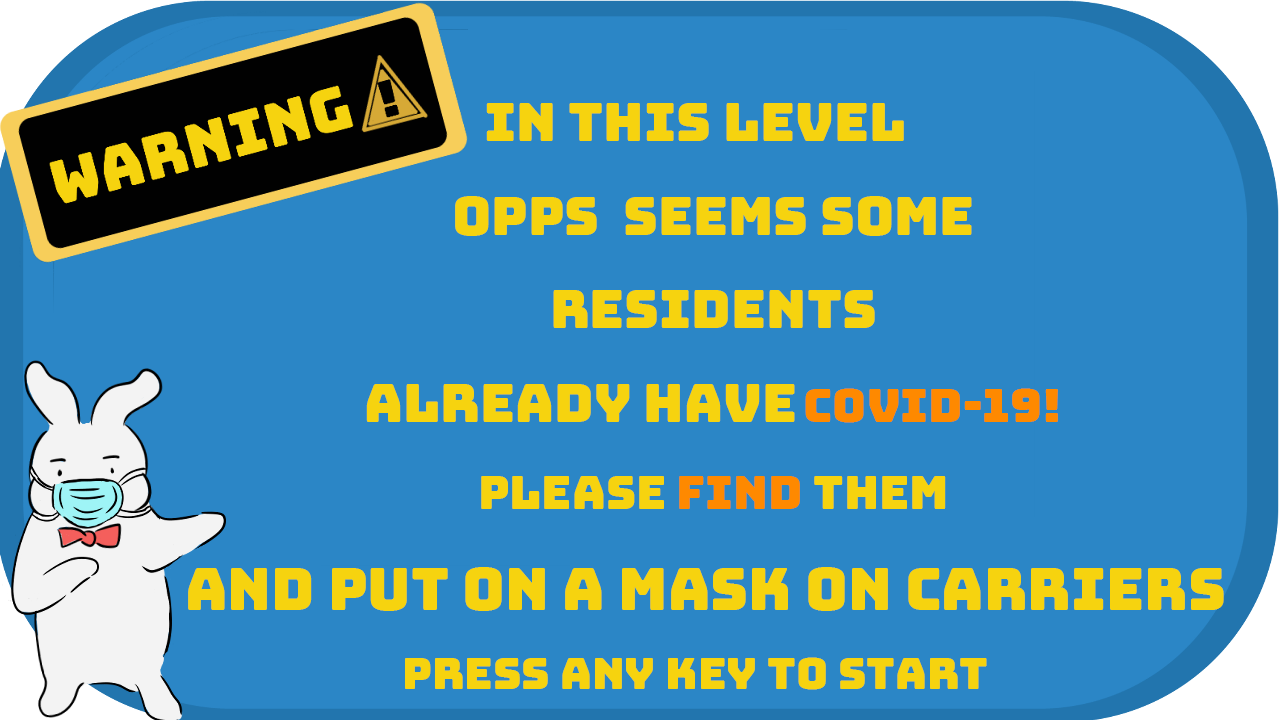 WARNING
IN THIS LEVEL
OPPS SEEMS SOME
RESIDENTS
ALREADY HAVE COVID-19!
PLEASE FIND THEM
AND PUT ON A MASK ON CARRIERS
PRESS ANY KEY TO START